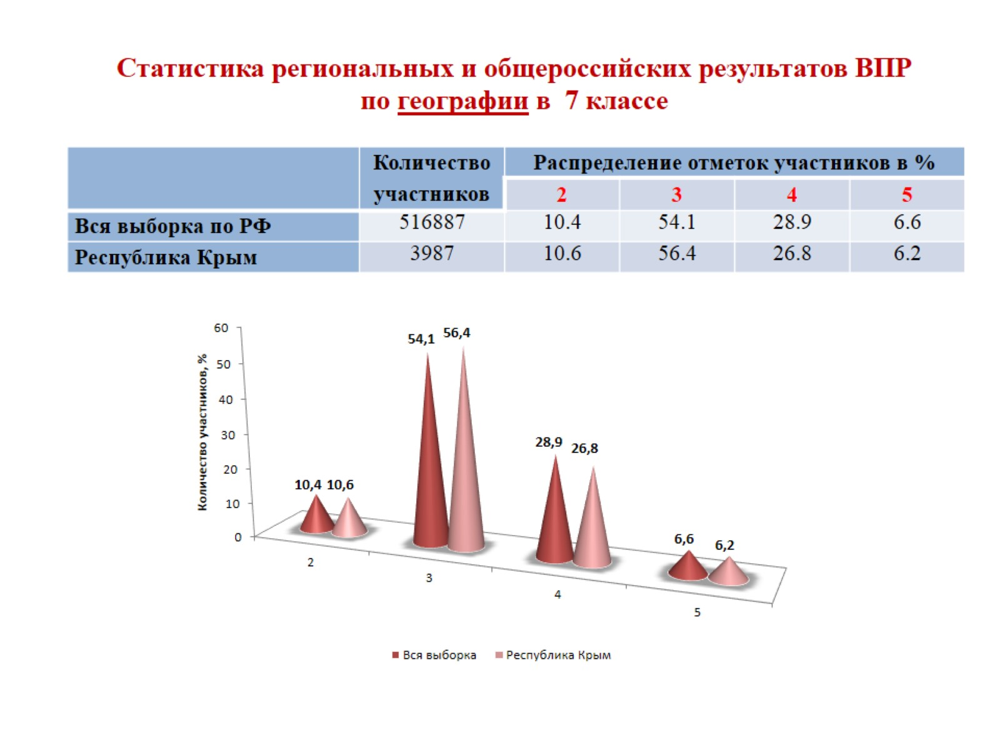 Статистика региональных и общероссийских результатов ВПР
по географии в 7 классе
Количество участников
Распределение отметок участников в %
2 3 4 5
Вся выборка по РФ 516887 10.4 54.1 28.9 6.6
Республика Крым 3987 10.6 56.4 26.8 6.2
Количество участников, %
60
50
40
30
20
10
0
10,4 10,6
54,1 56,4
28,9 26,8
6,6 6,2
2
3
4
5
Вся выборка Республика Крым